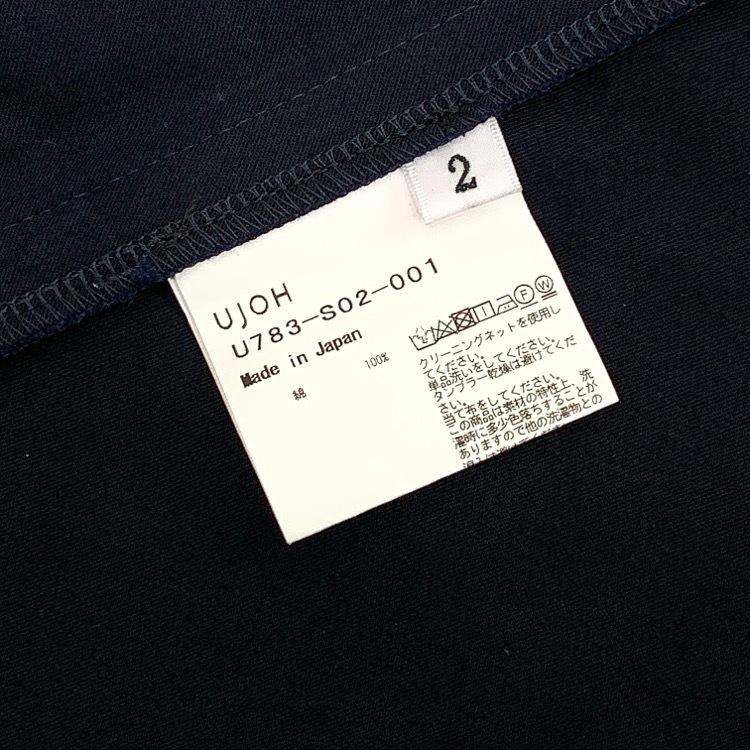 2
UJOH
U783-S02-001
Made in Japan
綿 100%
クリーニングネットを使用し
てください。
単品洗いをしてください。
タンブラー乾燥は避けてくだ
さい。
当て布をしてください。
この商品は素材の特性上、洗
濯時に多少色落ちすることが
ありますので他の洗濯物との